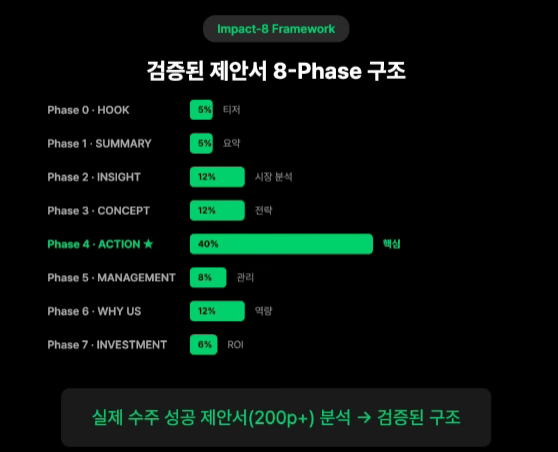 Impact-8 Framework
검증된 제안서 8-Phase 구조
Phase 0 · HOOK 5% 티저
Phase 1 · SUMMARY 5% 요약
Phase 2 · INSIGHT 12% 시장 분석
Phase 3 · CONCEPT 12% 전략
Phase 4 · ACTION ★ 40% 핵심
Phase 5 · MANAGEMENT 8% 관리
Phase 6 · WHY US 12% 역량
Phase 7 · INVESTMENT 6% ROI
실제 수주 성공 제안서(200p+) 분석 → 검증된 구조